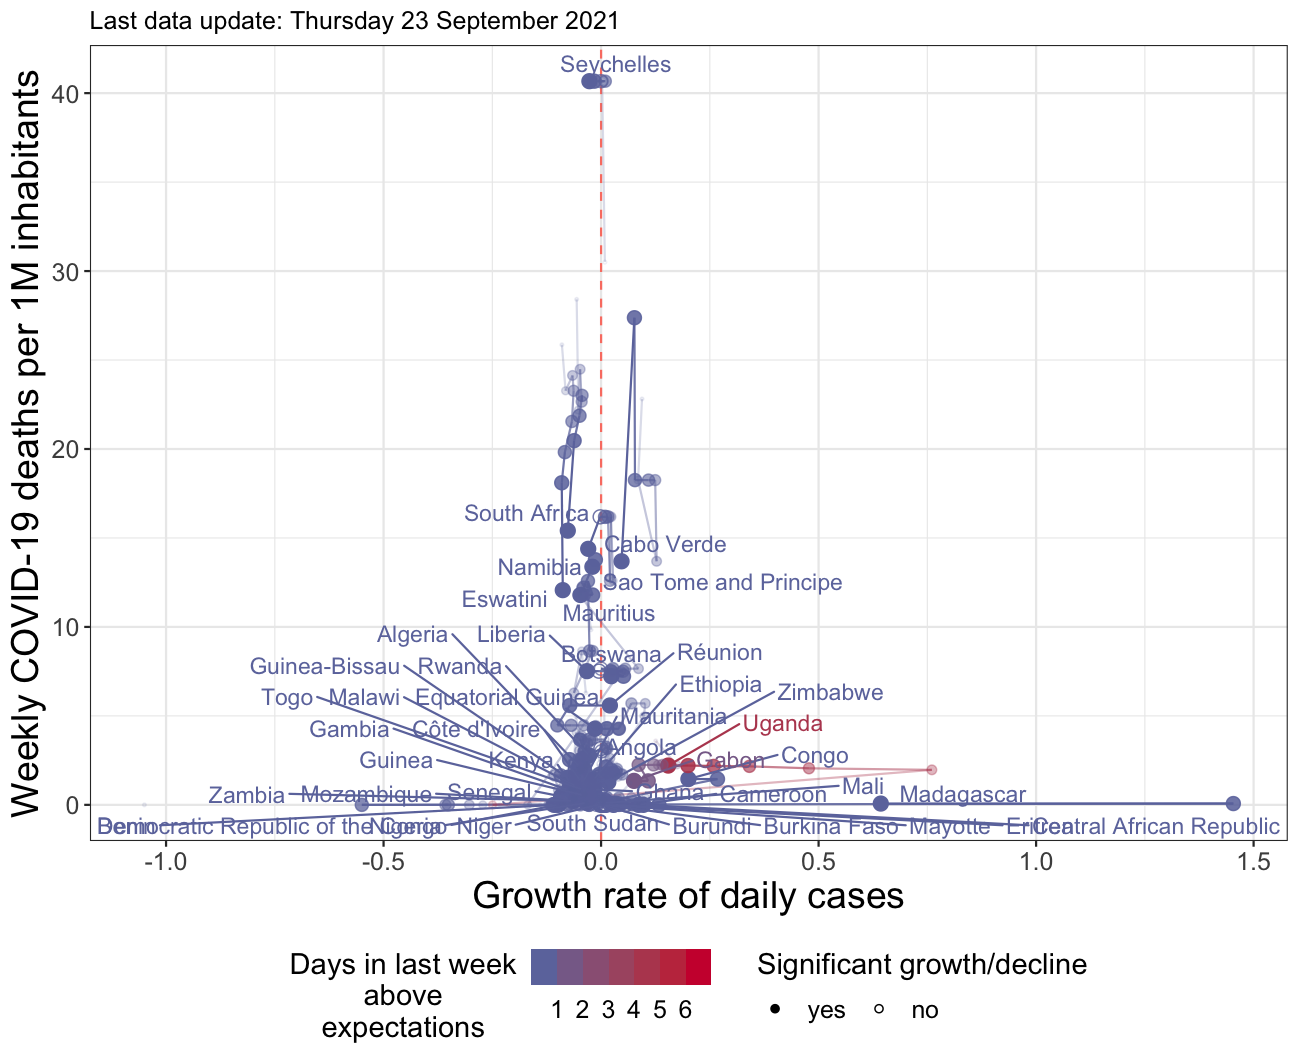 Last data update: Thursday 23 September 2021
Weekly COVID-19 deaths per 1M inhabitants
40
30
20
10
0
Seychelles
South Africa
Cabo Verde
Namibia
Sao Tome and Principe
Eswatini
Mauritius
Algeria
Liberia
Botswana
Réunion
Guinea-Bissau
Rwanda
Ethiopia
Zimbabwe
Togo
Malawi
Equatorial Guinea
Mauritania
Uganda
Gambia
Côte d'Ivoire
Angola
Guinea
Kenya
Gabon
Congo
Zambia
Mozambique
Senegal
Cameroon
Mali
Madagascar
Benin
Democratic Republic of the Congo
Nigeria
Niger
South Sudan
Burundi
Burkina Faso
Mayotte
Eritrea
Central African Republic
-1.0
-0.5
0.0
0.5
1.0
1.5
Growth rate of daily cases
Days in last week
above
expectations
1 2 3 4 5 6
Significant growth/decline
yes
no